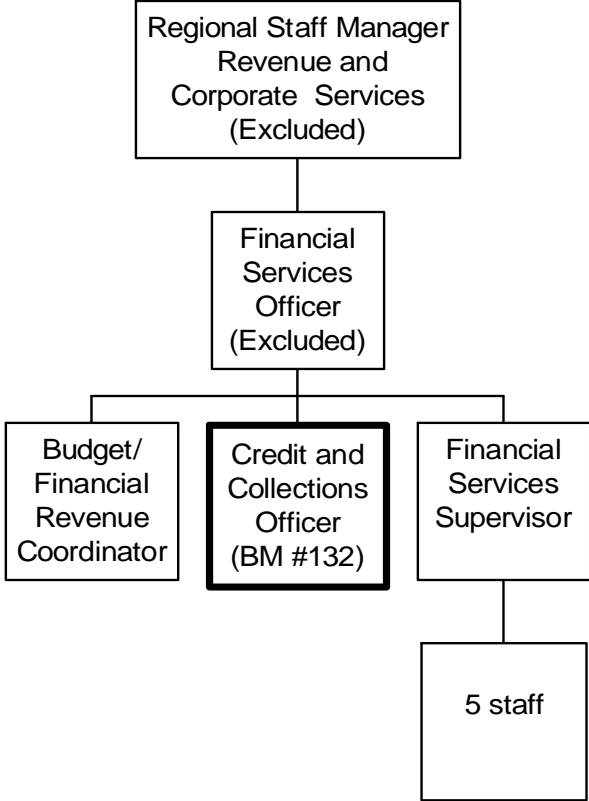 Regional Staff Manager
Revenue and
Corporate Services
(Excluded)
Financial
Services
Officer
(Excluded)
Budget/
Financial
Revenue
Coordinator
Credit and
Collections
Officer
(BM #132)
Financial
Services
Supervisor
5 staff